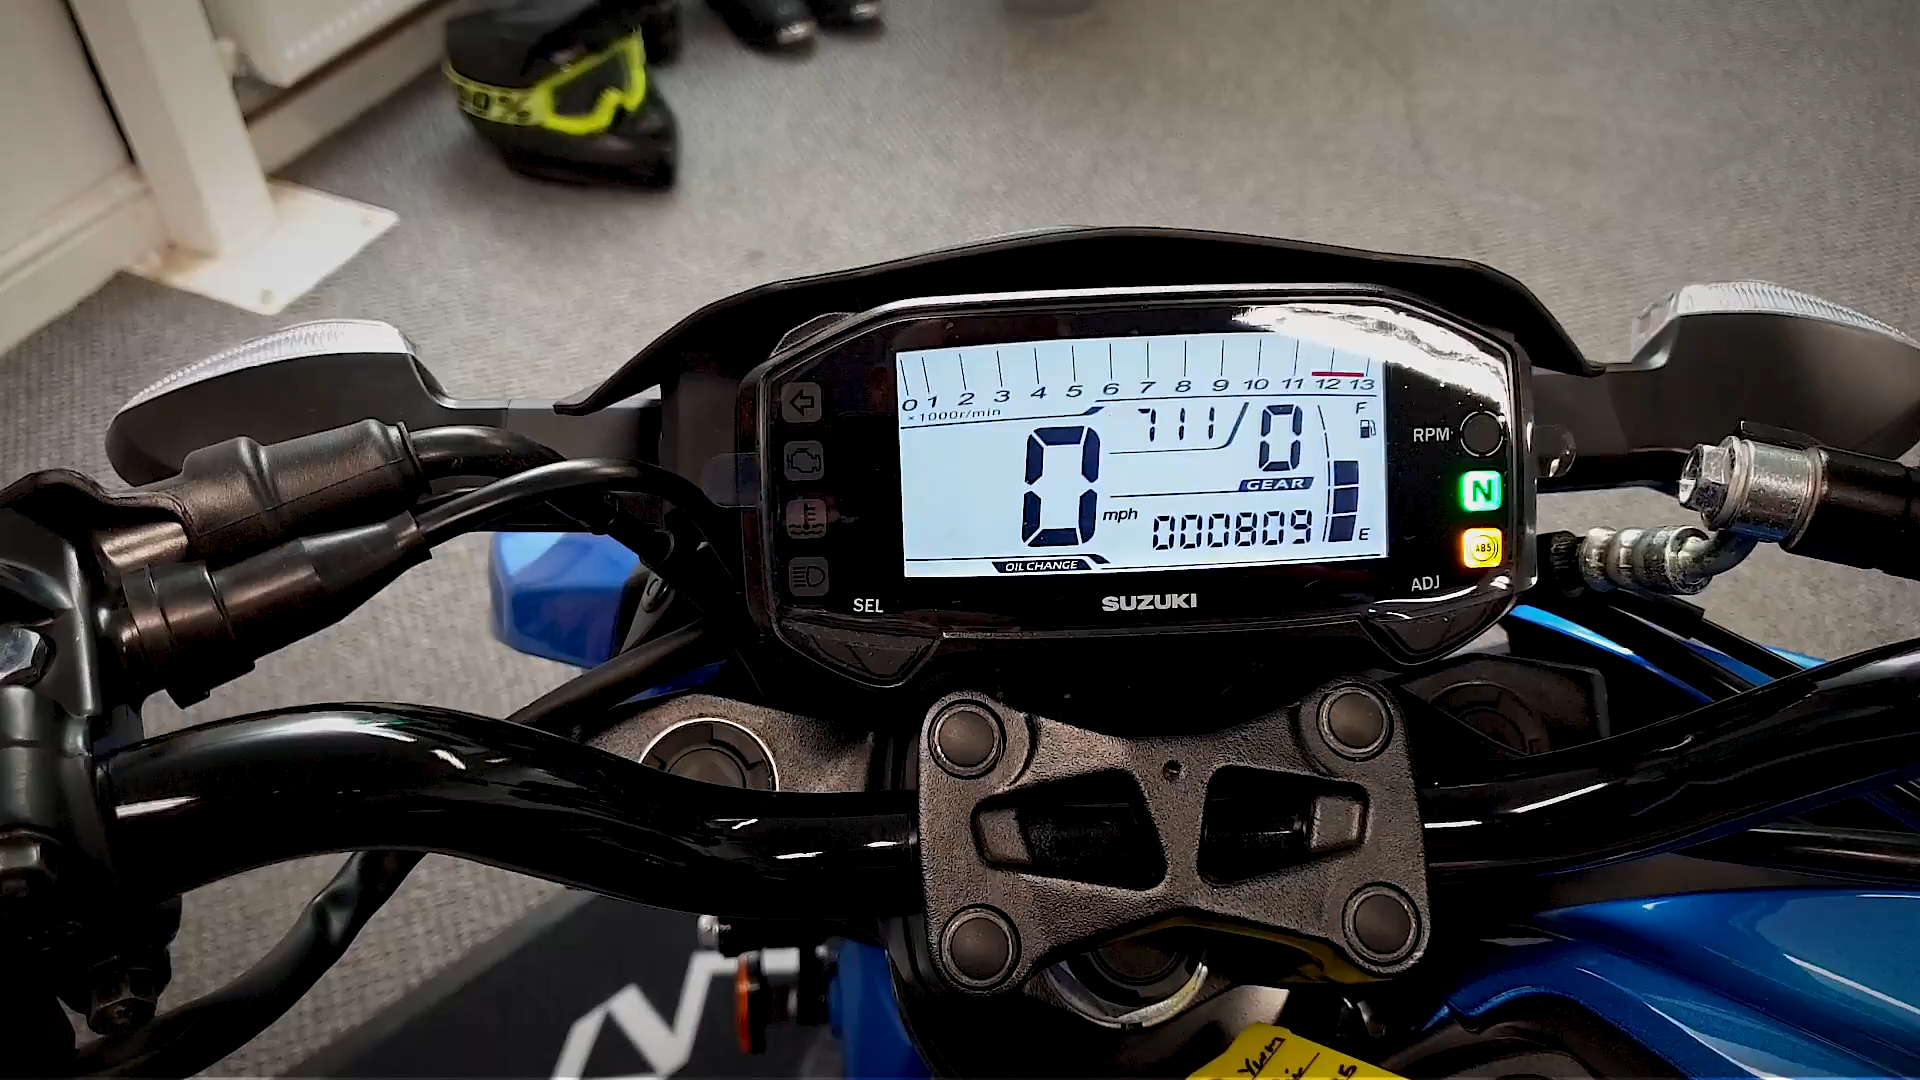 0 1 2 3 4 5 6 7 8 9 10 11 12 13
×1000r/min
711
0
F
RPM
GEAR
N
0 mph
000809
E
ABS
OIL CHANGE
ADJ
SEL
SUZUKI